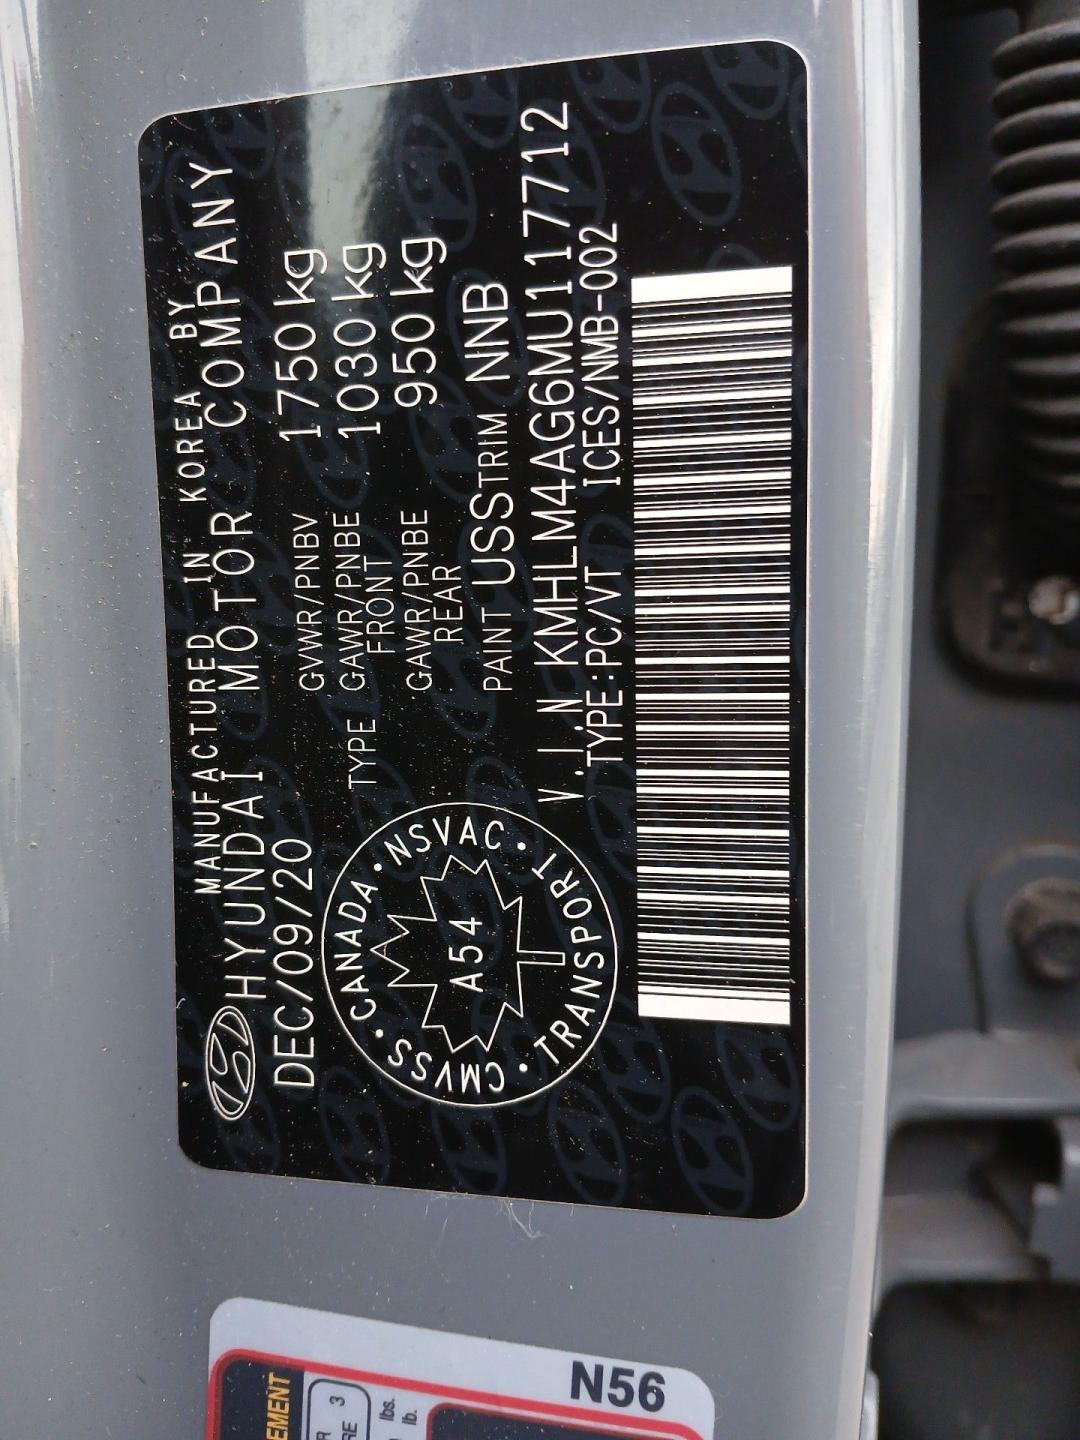 MANUFACTURED IN KOREA BY
HYUNDAI MOTOR COMPANY
DEC/09/20
GVWR/PNBV 1750 kg
TYPE GAWR/PNBE FRONT 1030 kg
GAWR/PNBE REAR 950 kg
PAINT USS TRIM NNB
V.I.N KMHLM4AG6MU117712
TYPE:PC/VT ICES/NMB-002
CMVSS · CANADA · NSVAC · TRANSPORT ·
A54
N56
EMENT
3
lbs.
lb.